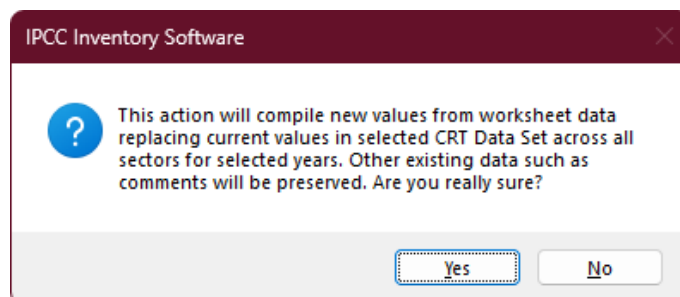 IPCC Inventory Software
This action will compile new values from worksheet data
replacing current values in selected CRT Data Set across all
sectors for selected years. Other existing data such as
comments will be preserved. Are you really sure?
Yes
No